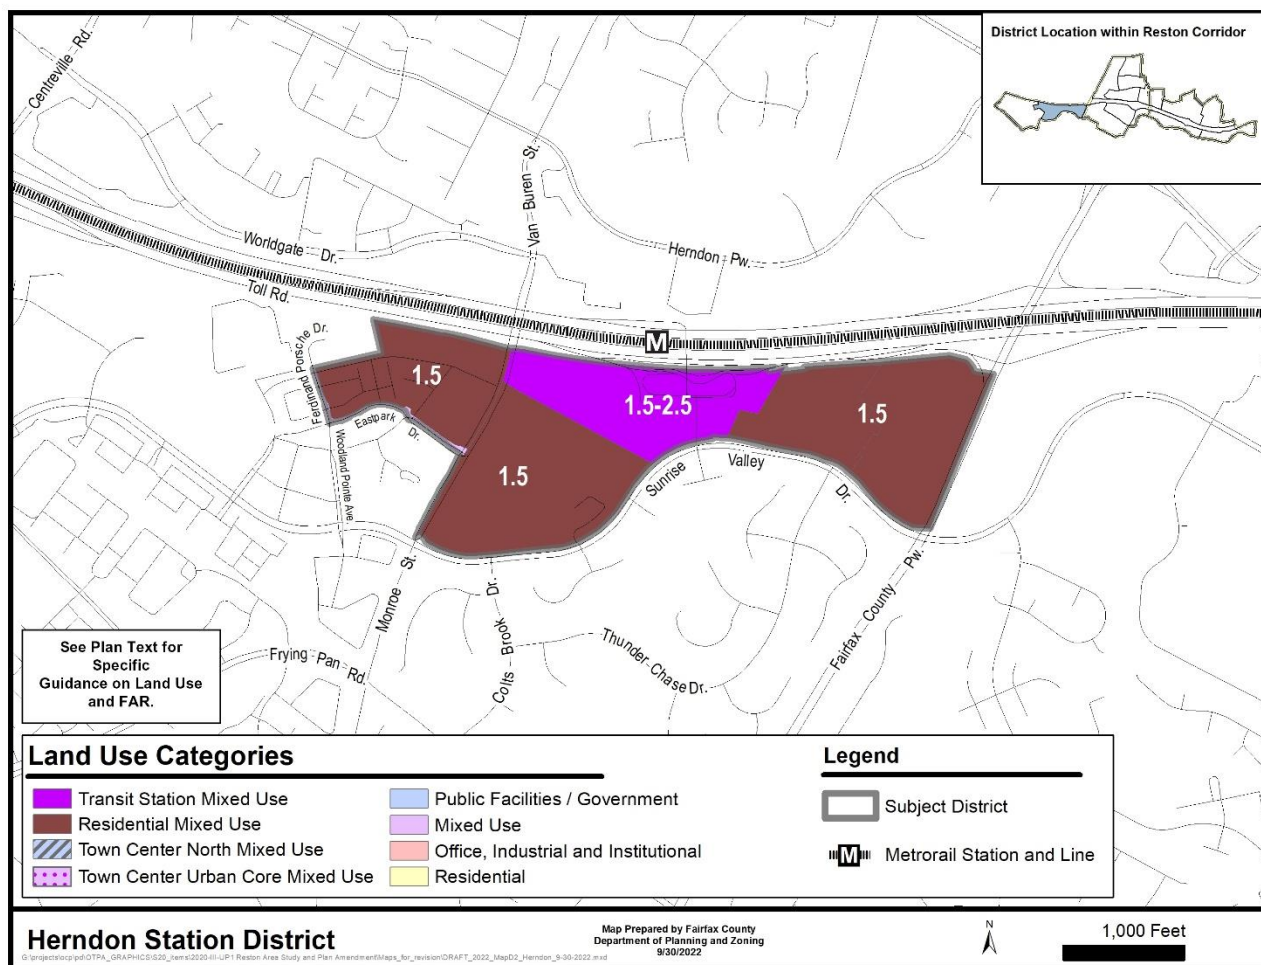 District Location within Reston Corridor
Centreville Rd.
Van Buren St.
Worldgate Dr.
Herndon Pw.
Toll Rd.
M
Ferdinand Porsche Dr.
1.5
1.5-2.5
1.5
Eastpark Dr.
Woodland Pointe Ave.
1.5
Sunrise Valley Dr.
Monroe St.
Colts Brook Dr.
Fairfax County Pw.
Thunder Chase Dr.
Frying Pan Rd.
See Plan Text for
Specific
Guidance on Land Use
and FAR.
Land Use Categories
Transit Station Mixed Use
Residential Mixed Use
Town Center North Mixed Use
Town Center Urban Core Mixed Use
Public Facilities / Government
Mixed Use
Office, Industrial and Institutional
Residential
Legend
Subject District
M
Metrorail Station and Line
Herndon Station District
Map Prepared by Fairfax County
Department of Planning and Zoning
9/30/2022
N
1,000 Feet